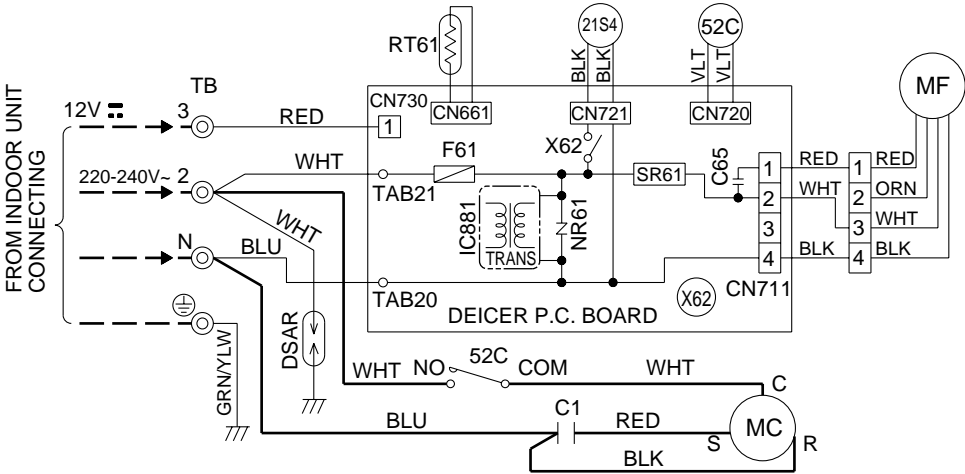 FROM INDOOR UNIT
CONNECTING
TB
12V
3
RED
220-240V~
2
WHT
WHT
N
BLU
GRN/YLW
DSAR
RT61
21S4
52C
BLK
BLK
VLT
VLT
MF
CN730
1
CN661
CN721
CN720
F61
X62
TAB21
SR61
C65
IC881
TRANS
NR61
TAB20
DEICER P.C. BOARD
X62
CN711
1
2
3
4
RED
WHT
BLK
1
2
3
4
RED
ORN
WHT
BLK
WHT
NO
52C
COM
WHT
C
BLU
C1
RED
S
MC
R
BLK